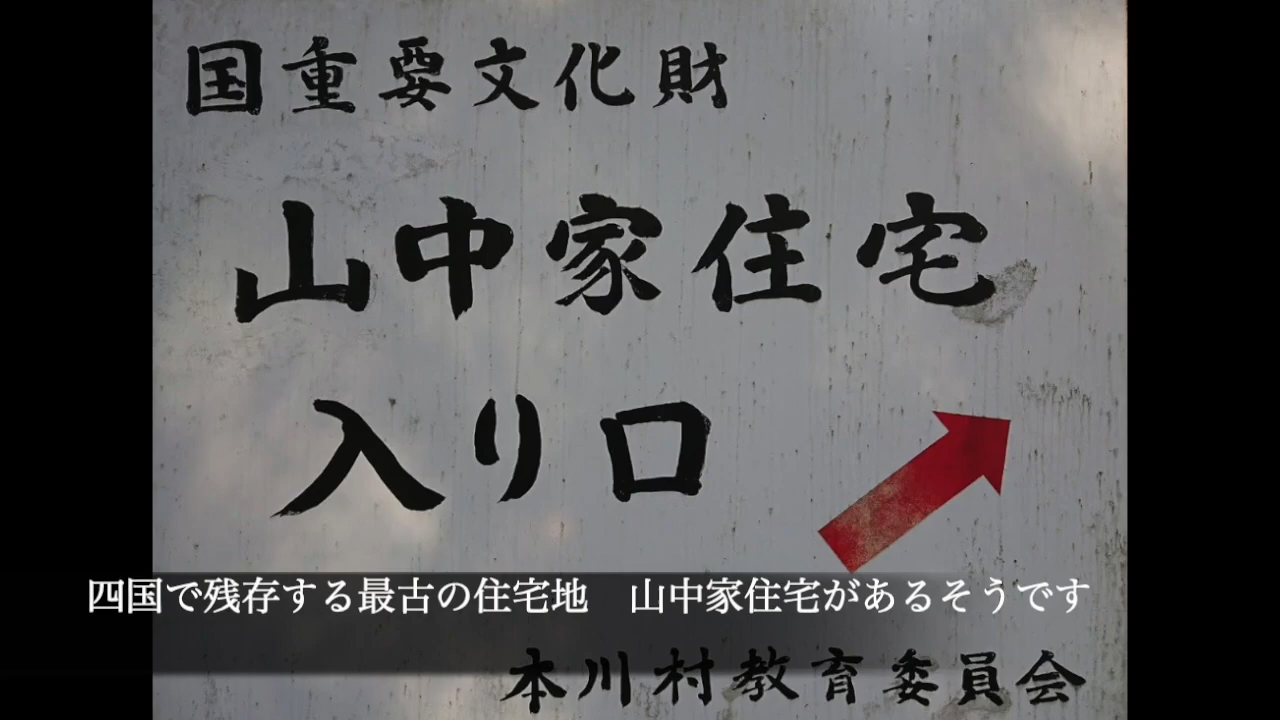 国重要文化財
山中家住宅
入り口
四国で残存する最古の住宅地　山中家住宅があるそうです
本川村教育委員会